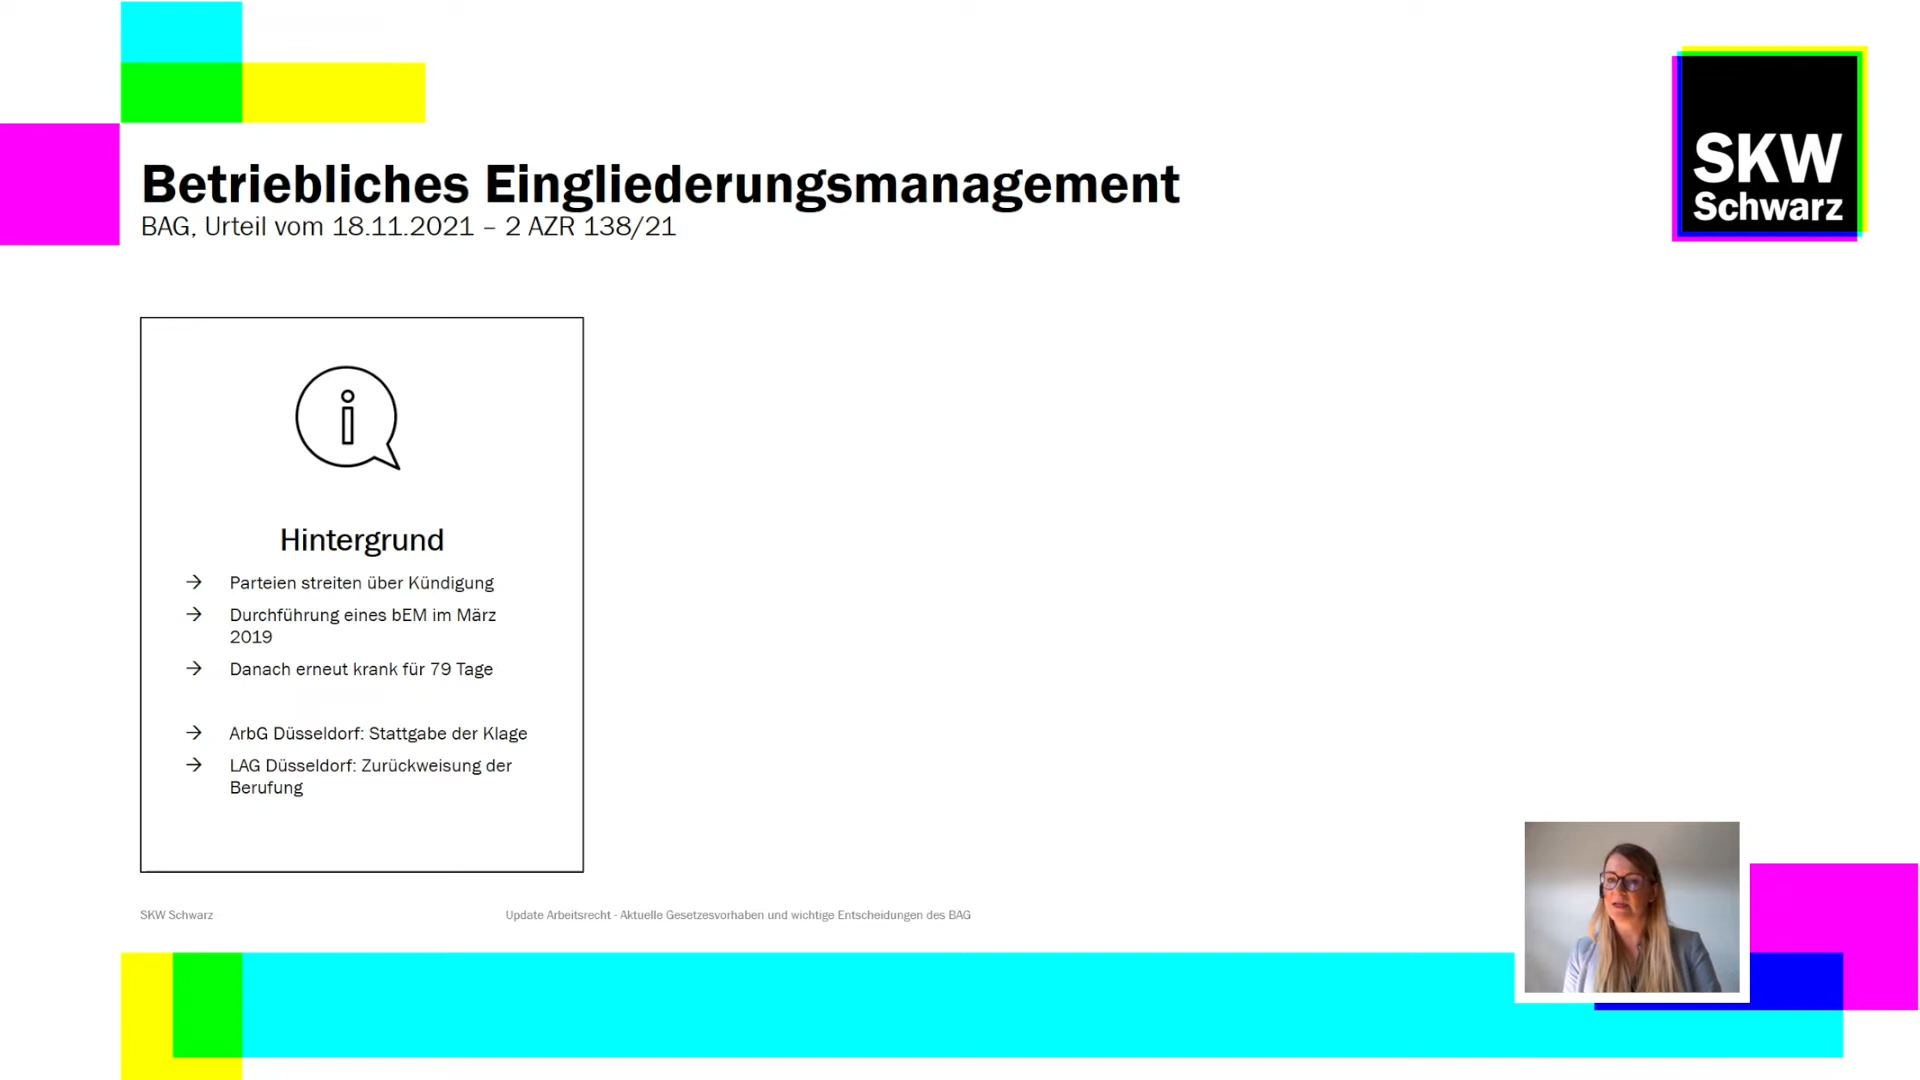 SKW
Schwarz
Betriebliches Eingliederungsmanagement
BAG, Urteil vom 18.11.2021 – 2 AZR 138/21
i
Hintergrund
→ Parteien streiten über Kündigung
→ Durchführung eines bEM im März
2019
→ Danach erneut krank für 79 Tage
→ ArbG Düsseldorf: Stattgabe der Klage
→ LAG Düsseldorf: Zurückweisung der
Berufung
SKW Schwarz
Update Arbeitsrecht - Aktuelle Gesetzesvorhaben und wichtige Entscheidungen des BAG